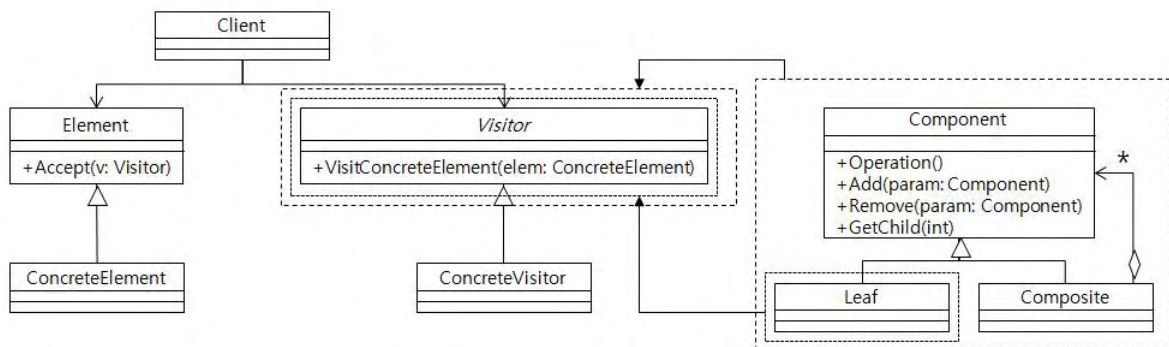 Client
Element
+Accept(v: Visitor)
ConcreteElement
Visitor
+VisitConcreteElement(elem: ConcreteElement)
ConcreteVisitor
Component
+Operation()
+Add(param: Component)
+Remove(param: Component)
+GetChild(int)
*
Leaf
Composite